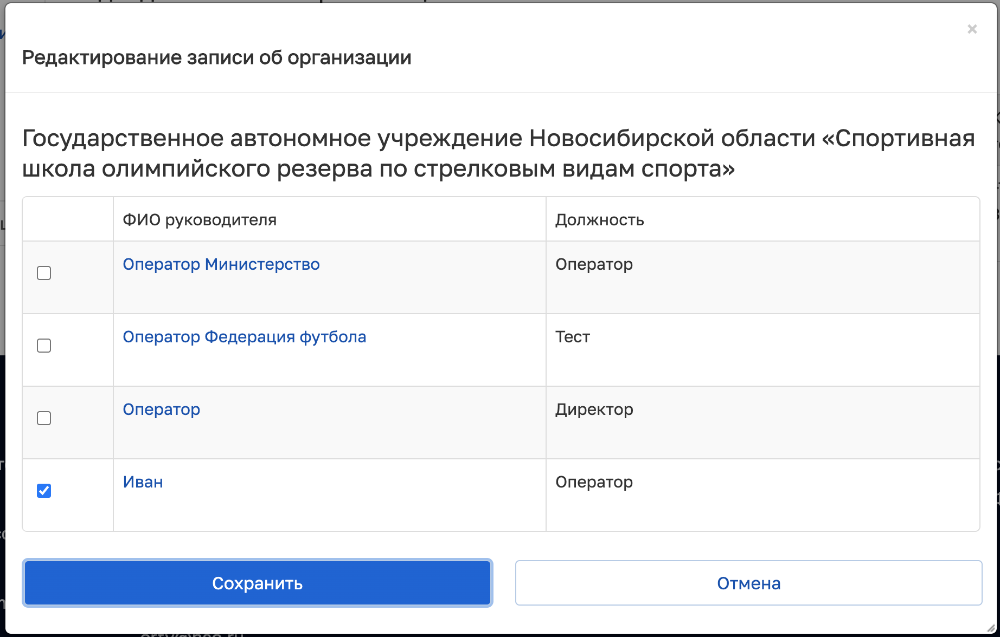 Редактирование записи об организации
Государственное автономное учреждение Новосибирской области «Спортивная
школа олимпийского резерва по стрелковым видам спорта»
ФИО руководителя Должность
Оператор Министерство Оператор
Оператор Федерация футбола Тест
Оператор Директор
Иван Оператор
Сохранить Отмена